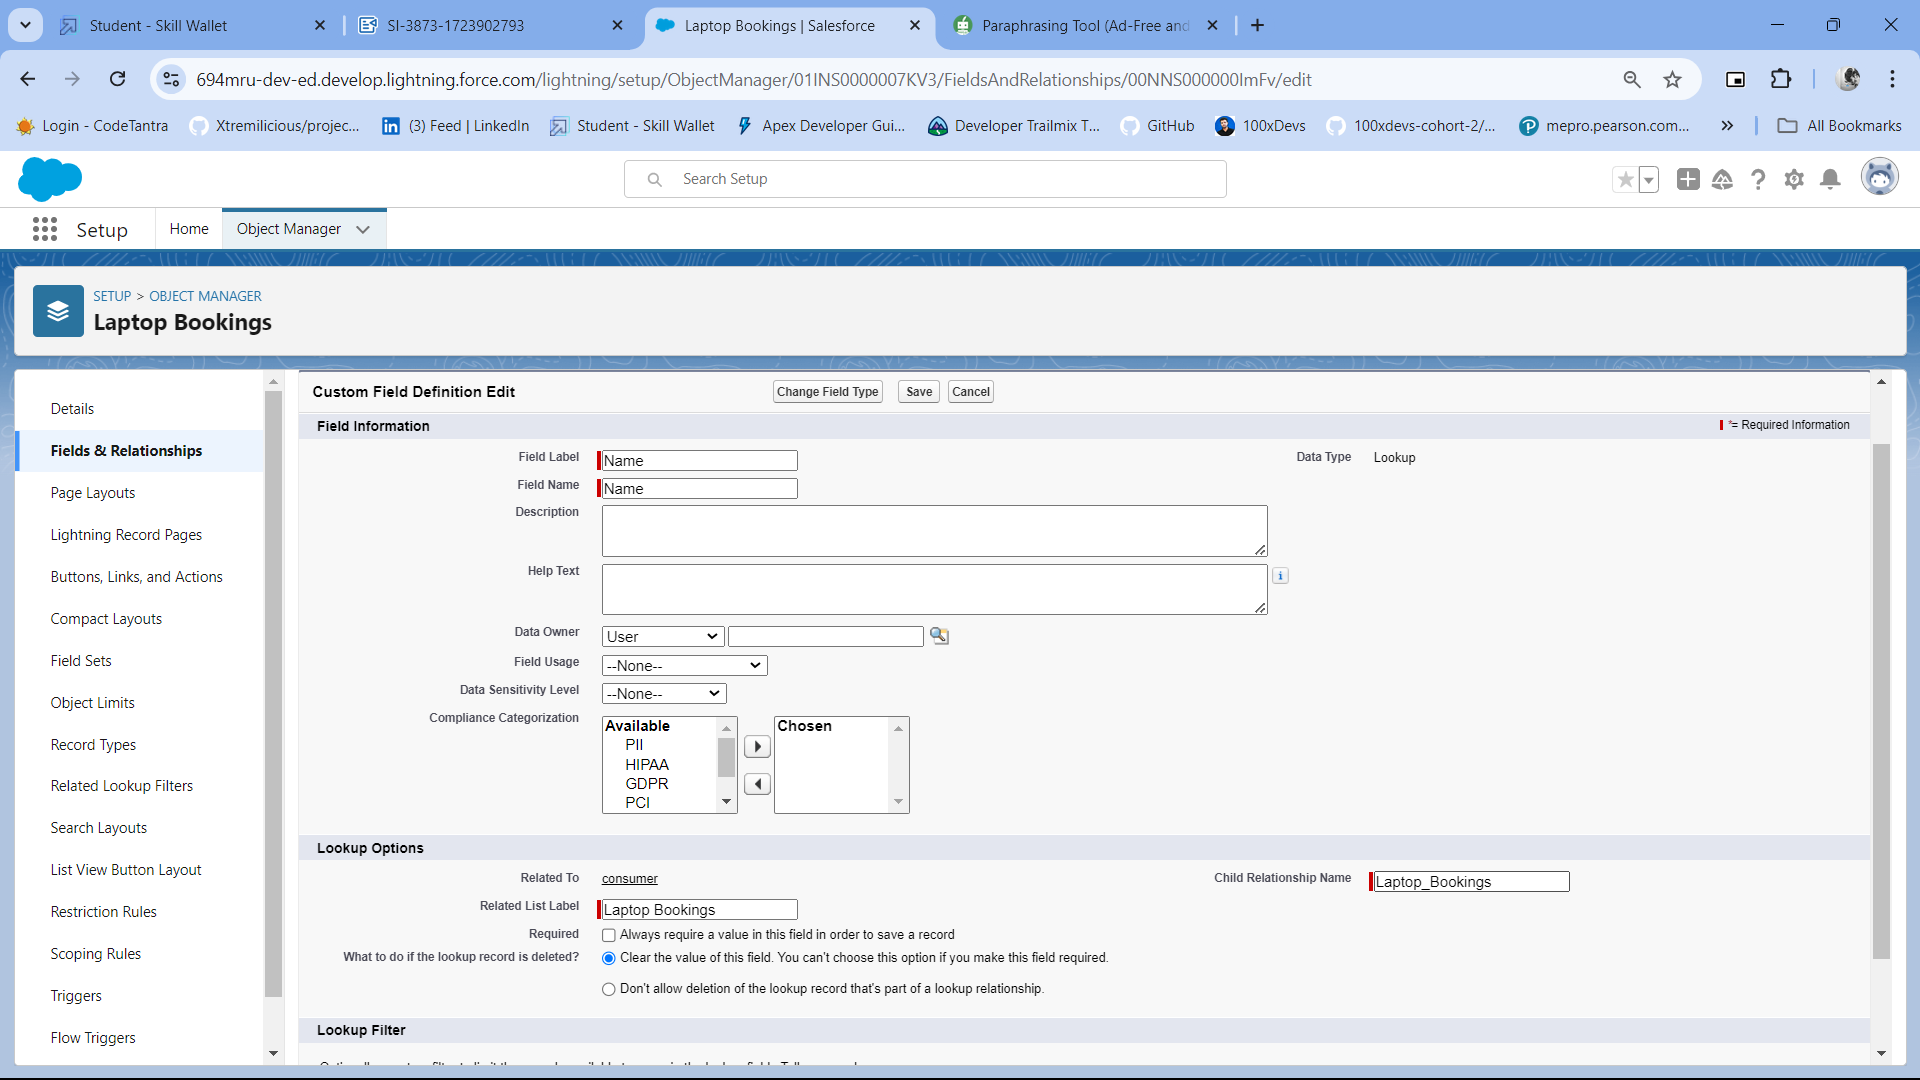 Student - Skill Wallet
SI-3873-1723902793
Laptop Bookings | Salesforce
Paraphrasing Tool (Ad-Free and
694mru-dev-ed.develop.lightning.force.com/lightning/setup/ObjectManager/01INS0000007KV3/FieldsAndRelationships/00NNS000000ImFv/edit
Login - CodeTantra
Xtremilicious/projec...
(3) Feed | LinkedIn
Student - Skill Wallet
Apex Developer Gui...
Developer Trailmix T...
GitHub
100xDevs
100xdevs-cohort-2/...
mepro.pearson.com...
All Bookmarks
Search Setup
Setup
Home
Object Manager
SETUP > OBJECT MANAGER
Laptop Bookings
Details
Fields & Relationships
Page Layouts
Lightning Record Pages
Buttons, Links, and Actions
Compact Layouts
Field Sets
Object Limits
Record Types
Related Lookup Filters
Search Layouts
List View Button Layout
Restriction Rules
Scoping Rules
Triggers
Flow Triggers
Custom Field Definition Edit
Change Field Type
Save
Cancel
Field Information
*= Required Information
Field Label Name
Data Type Lookup
Field Name Name
Description
Help Text
Data Owner User
Field Usage --None--
Data Sensitivity Level --None--
Compliance Categorization
Available
PII
HIPAA
GDPR
PCI
Chosen
Lookup Options
Related To consumer
Child Relationship Name Laptop_Bookings
Related List Label Laptop Bookings
Required Always require a value in this field in order to save a record
What to do if the lookup record is deleted? Clear the value of this field. You can't choose this option if you make this field required.
Don't allow deletion of the lookup record that's part of a lookup relationship.
Lookup Filter